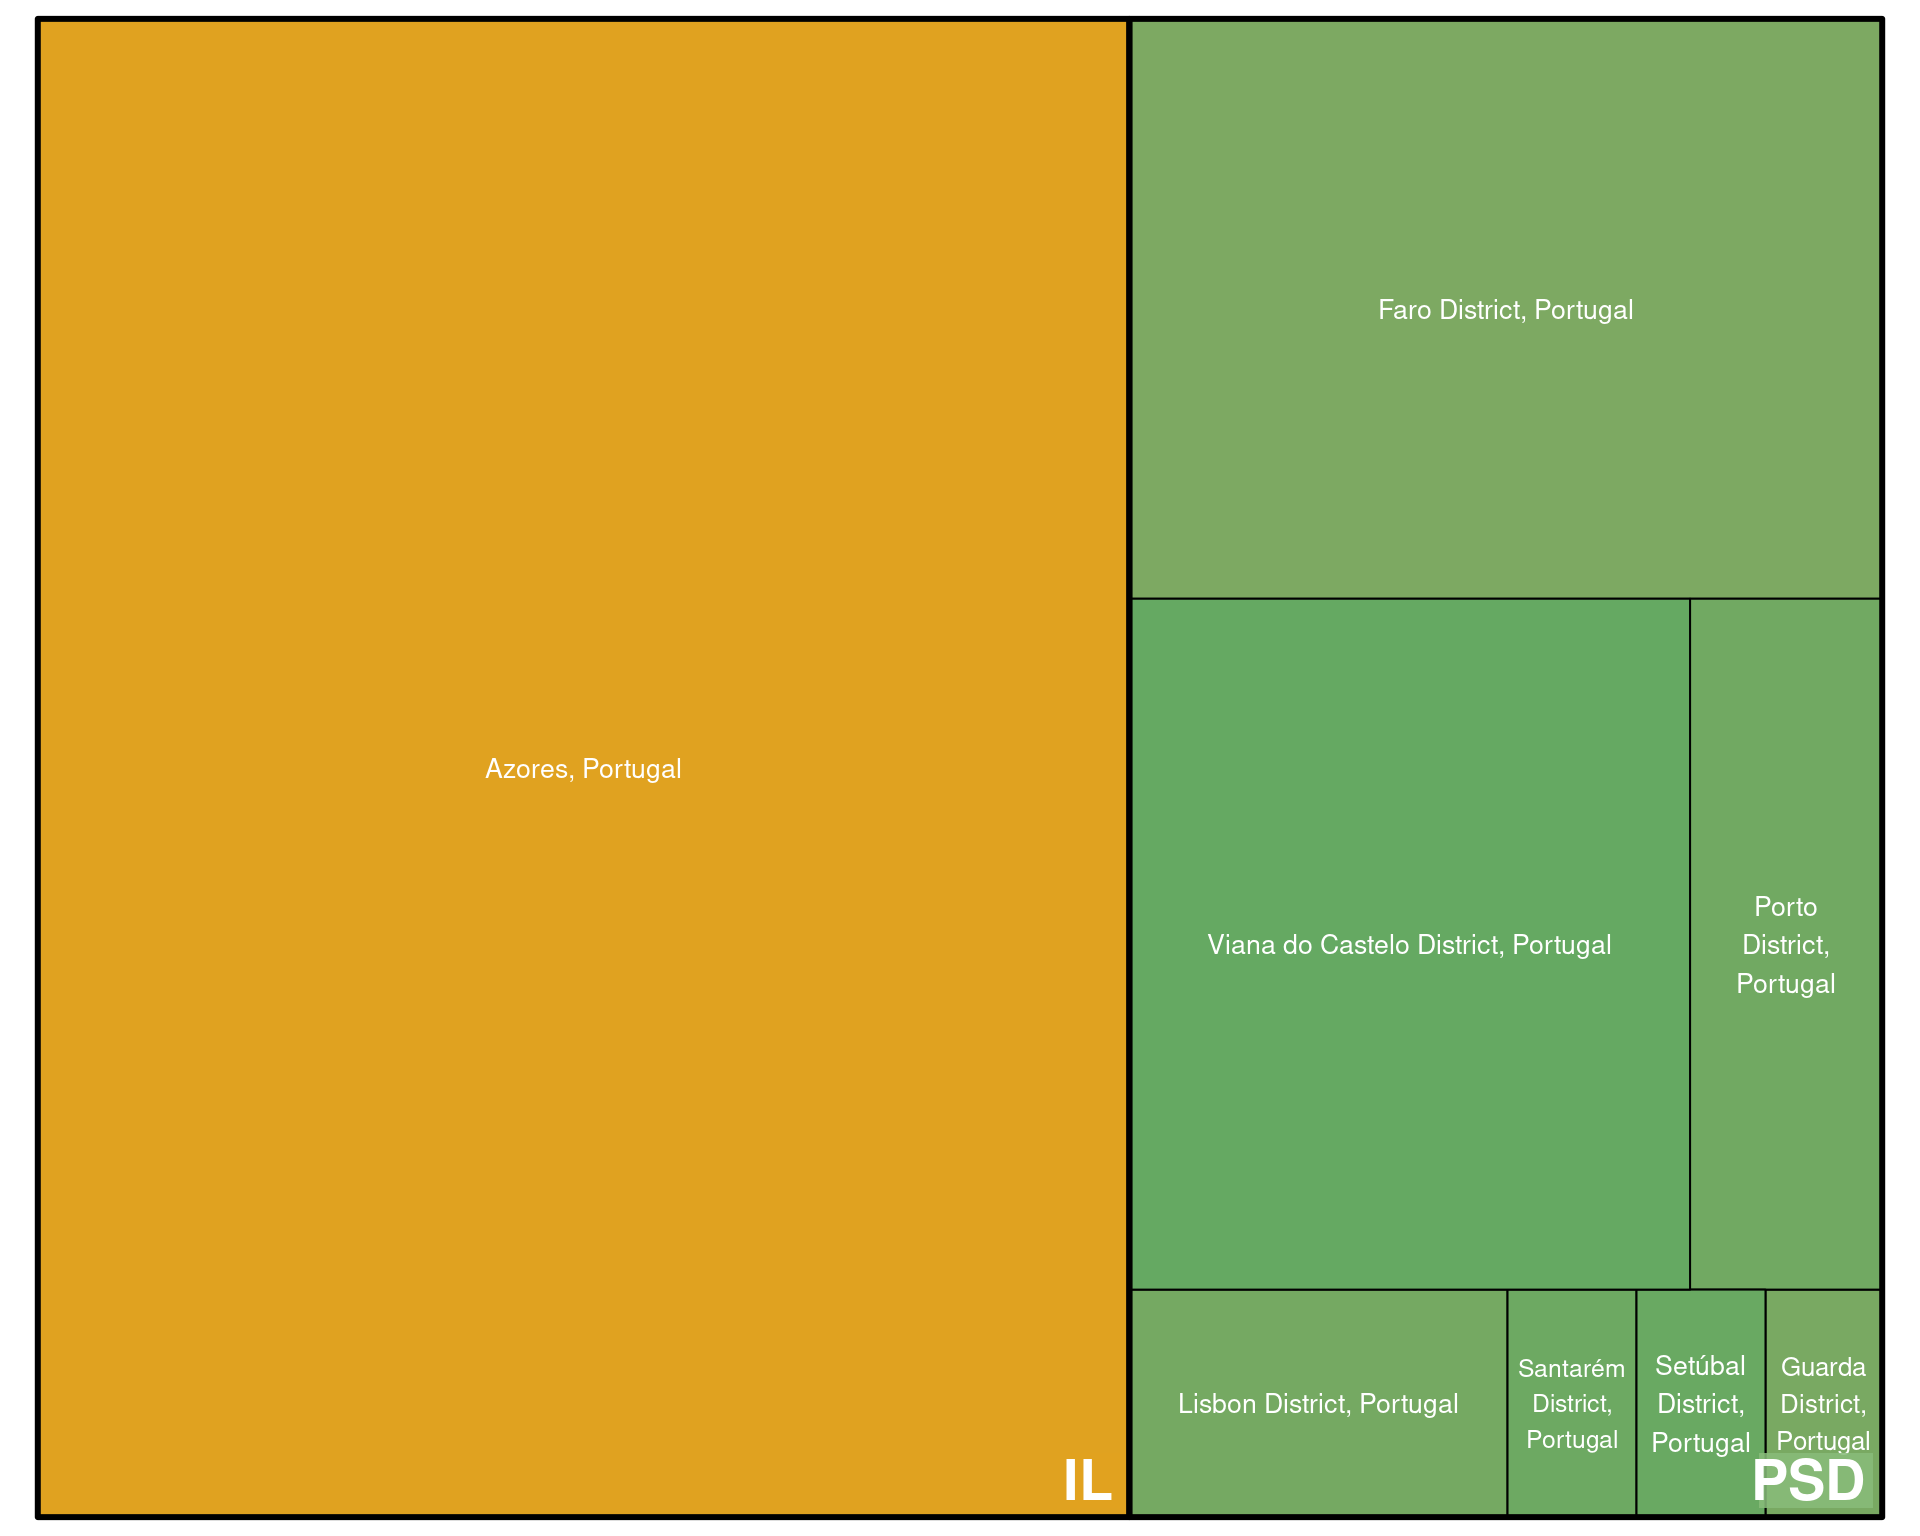 Azores, Portugal
IL
Faro District, Portugal
Viana do Castelo District, Portugal
Porto
District,
Portugal
Lisbon District, Portugal
Santarém
District,
Portugal
Setúbal
District,
Portugal
Guarda
District,
Portugal
PSD